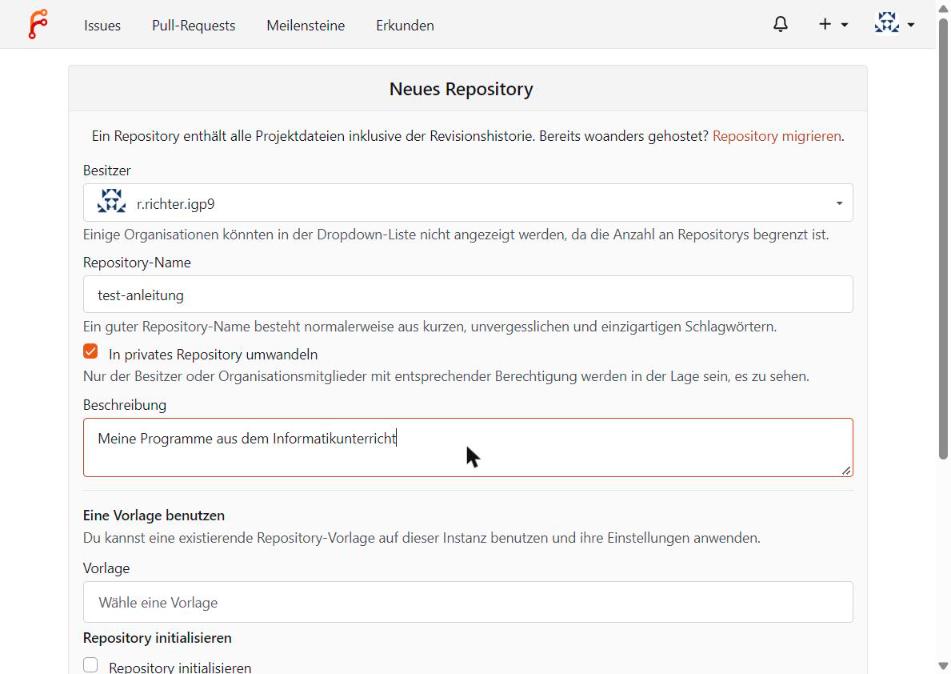 Issues Pull-Requests Meilensteine Erkunden
Neues Repository
Ein Repository enthält alle Projektdateien inklusive der Revisionshistorie. Bereits woanders gehostet? Repository migrieren.
Besitzer
r.richter.igp9
Einige Organisationen könnten in der Dropdown-Liste nicht angezeigt werden, da die Anzahl an Repositorys begrenzt ist.
Repository-Name
test-anleitung
Ein guter Repository-Name besteht normalerweise aus kurzen, unvergesslichen und einzigartigen Schlagwörtern.
In privates Repository umwandeln
Nur der Besitzer oder Organisationsmitglieder mit entsprechender Berechtigung werden in der Lage sein, es zu sehen.
Beschreibung
Meine Programme aus dem Informatikunterricht
Eine Vorlage benutzen
Du kannst eine existierende Repository-Vorlage auf dieser Instanz benutzen und ihre Einstellungen anwenden.
Vorlage
Wähle eine Vorlage
Repository initialisieren
Repository initialisieren